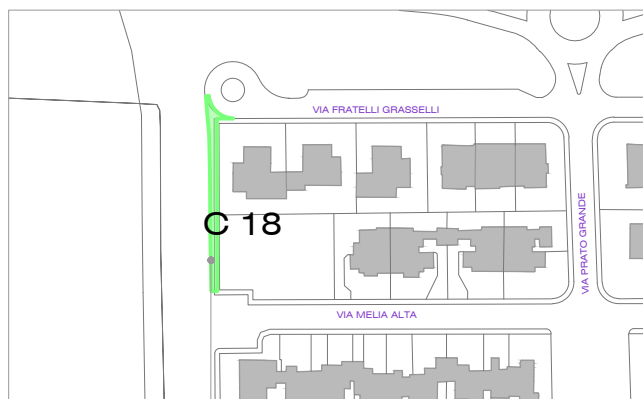 VIA FRATELLI GRASSELLI
C 18
VIA PRATO GRANDE
VIA MELIA ALTA